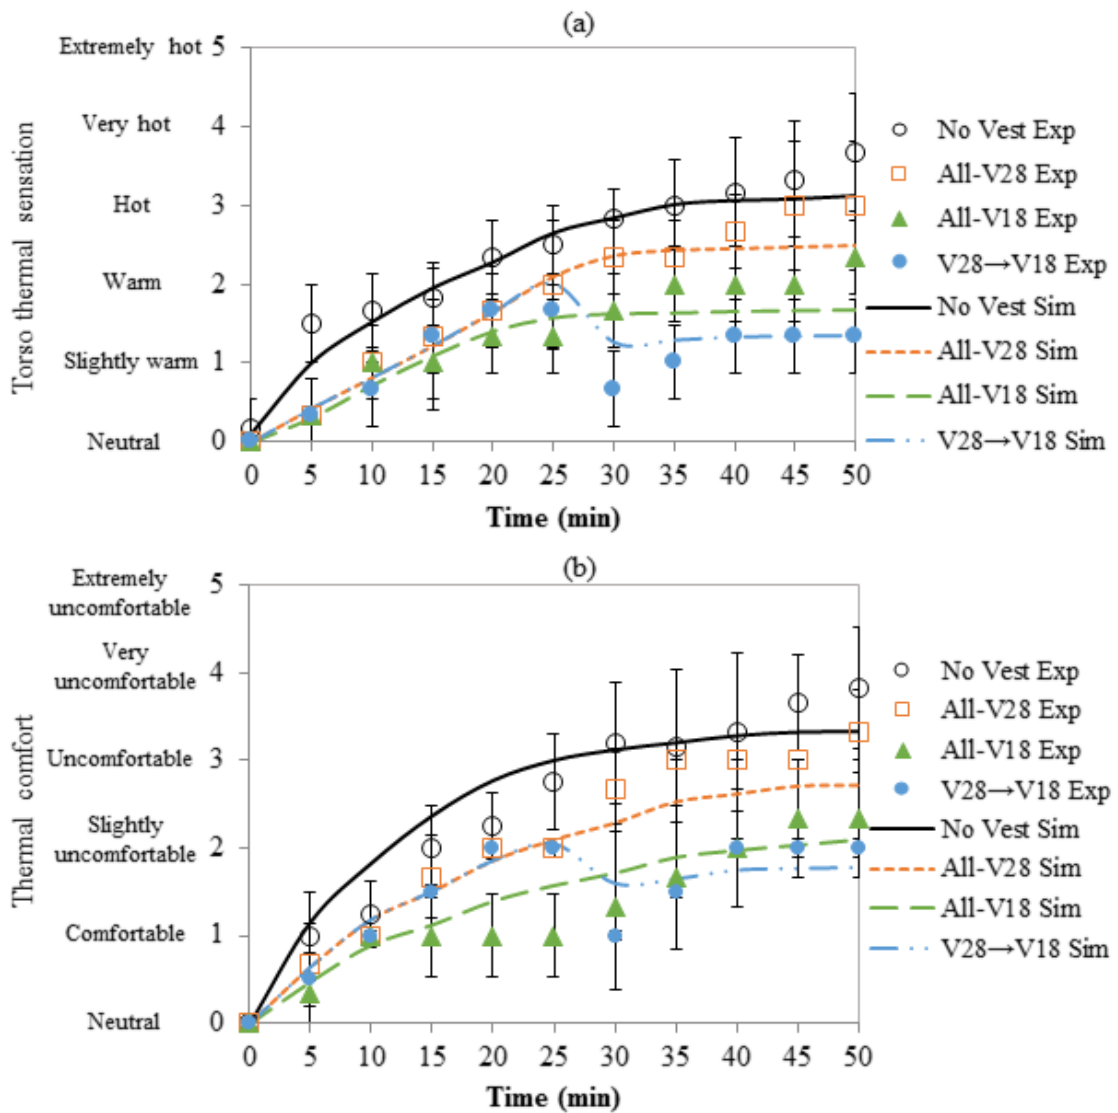 (a)
Extremely hot 5
Very hot 4
Hot 3
Warm 2
Slightly warm 1
Neutral 0
Torso thermal sensation
0 5 10 15 20 25 30 35 40 45 50
Time (min)
No Vest Exp
All-V28 Exp
All-V18 Exp
V28→V18 Exp
No Vest Sim
All-V28 Sim
All-V18 Sim
V28→V18 Sim
(b)
Extremely
uncomfortable
5
Very
uncomfortable
4
Uncomfortable 3
Slightly
uncomfortable
2
Comfortable 1
Neutral 0
Thermal comfort
0 5 10 15 20 25 30 35 40 45 50
Time (min)
No Vest Exp
All-V28 Exp
All-V18 Exp
V28→V18 Exp
No Vest Sim
All-V28 Sim
All-V18 Sim
V28→V18 Sim